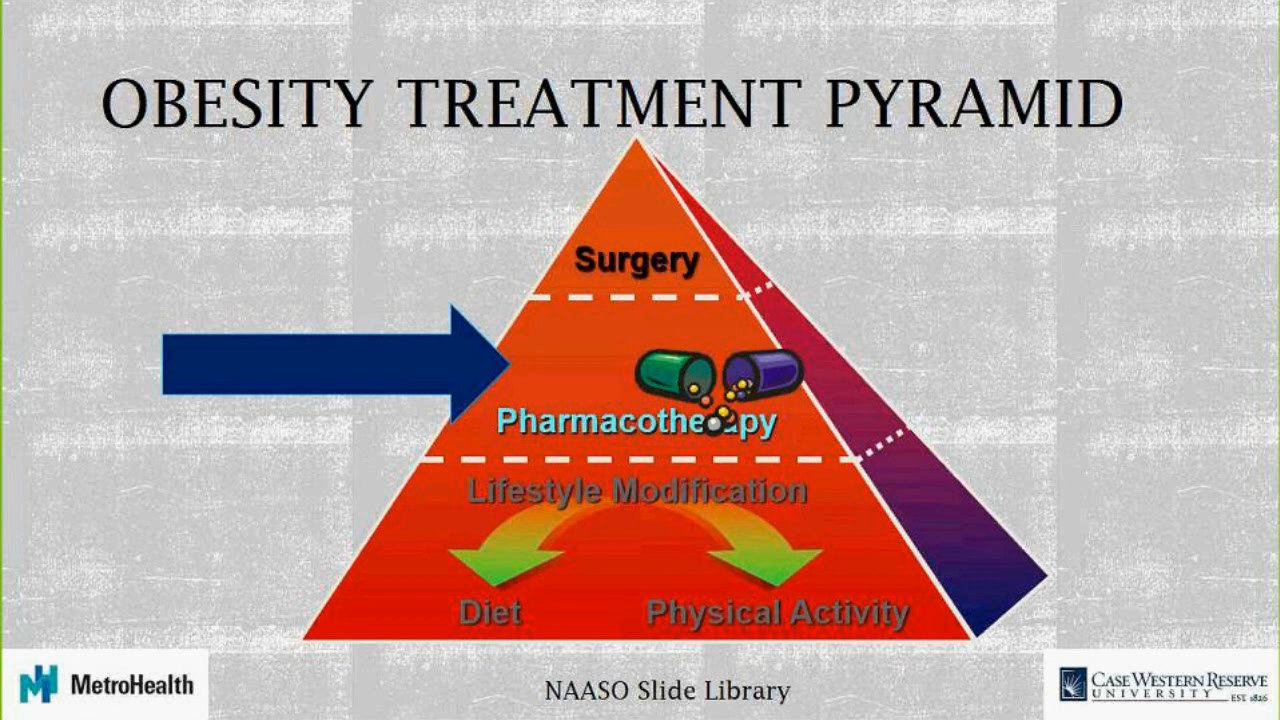 OBESITY TREATMENT PYRAMID
Surgery
Pharmacotherapy
Lifestyle Modification
Diet
Physical Activity
MetroHealth
NAASO Slide Library
CASE WESTERN RESERVE
UNIVERSITY
EST 1826